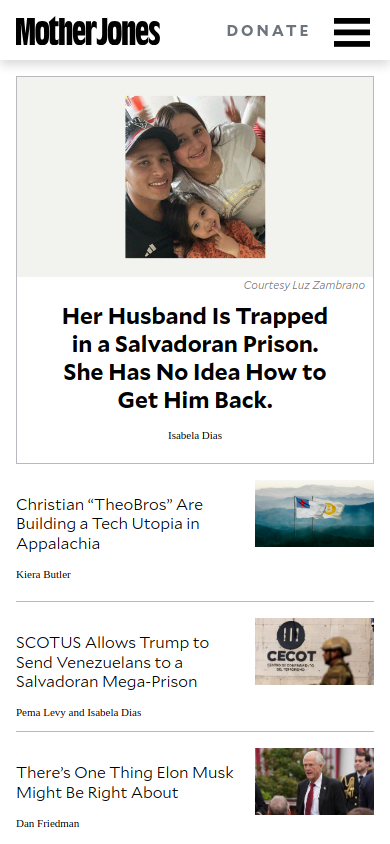 Mother Jones
DONATE
Courtesy Luz Zambrano
Her Husband Is Trapped
in a Salvadoran Prison.
She Has No Idea How to
Get Him Back.
Isabela Dias
Christian “TheoBros” Are
Building a Tech Utopia in
Appalachia
Kiera Butler
SCOTUS Allows Trump to
Send Venezuelans to a
Salvadoran Mega-Prison
CECOT
Pema Levy and Isabela Dias
There’s One Thing Elon Musk
Might Be Right About
Dan Friedman